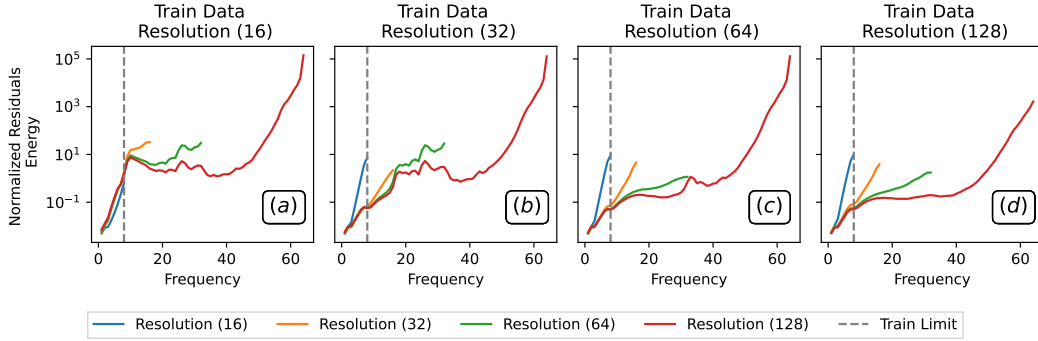 Train Data
Resolution (16)
Train Data
Resolution (32)
Train Data
Resolution (64)
Train Data
Resolution (128)
Normalized Residuals
Energy
10^5
10^3
10^1
10^-1
(a)
(b)
(c)
(d)
0 20 40 60
0 20 40 60
0 20 40 60
0 20 40 60
Frequency
Frequency
Frequency
Frequency
Resolution (16) Resolution (32) Resolution (64) Resolution (128) Train Limit